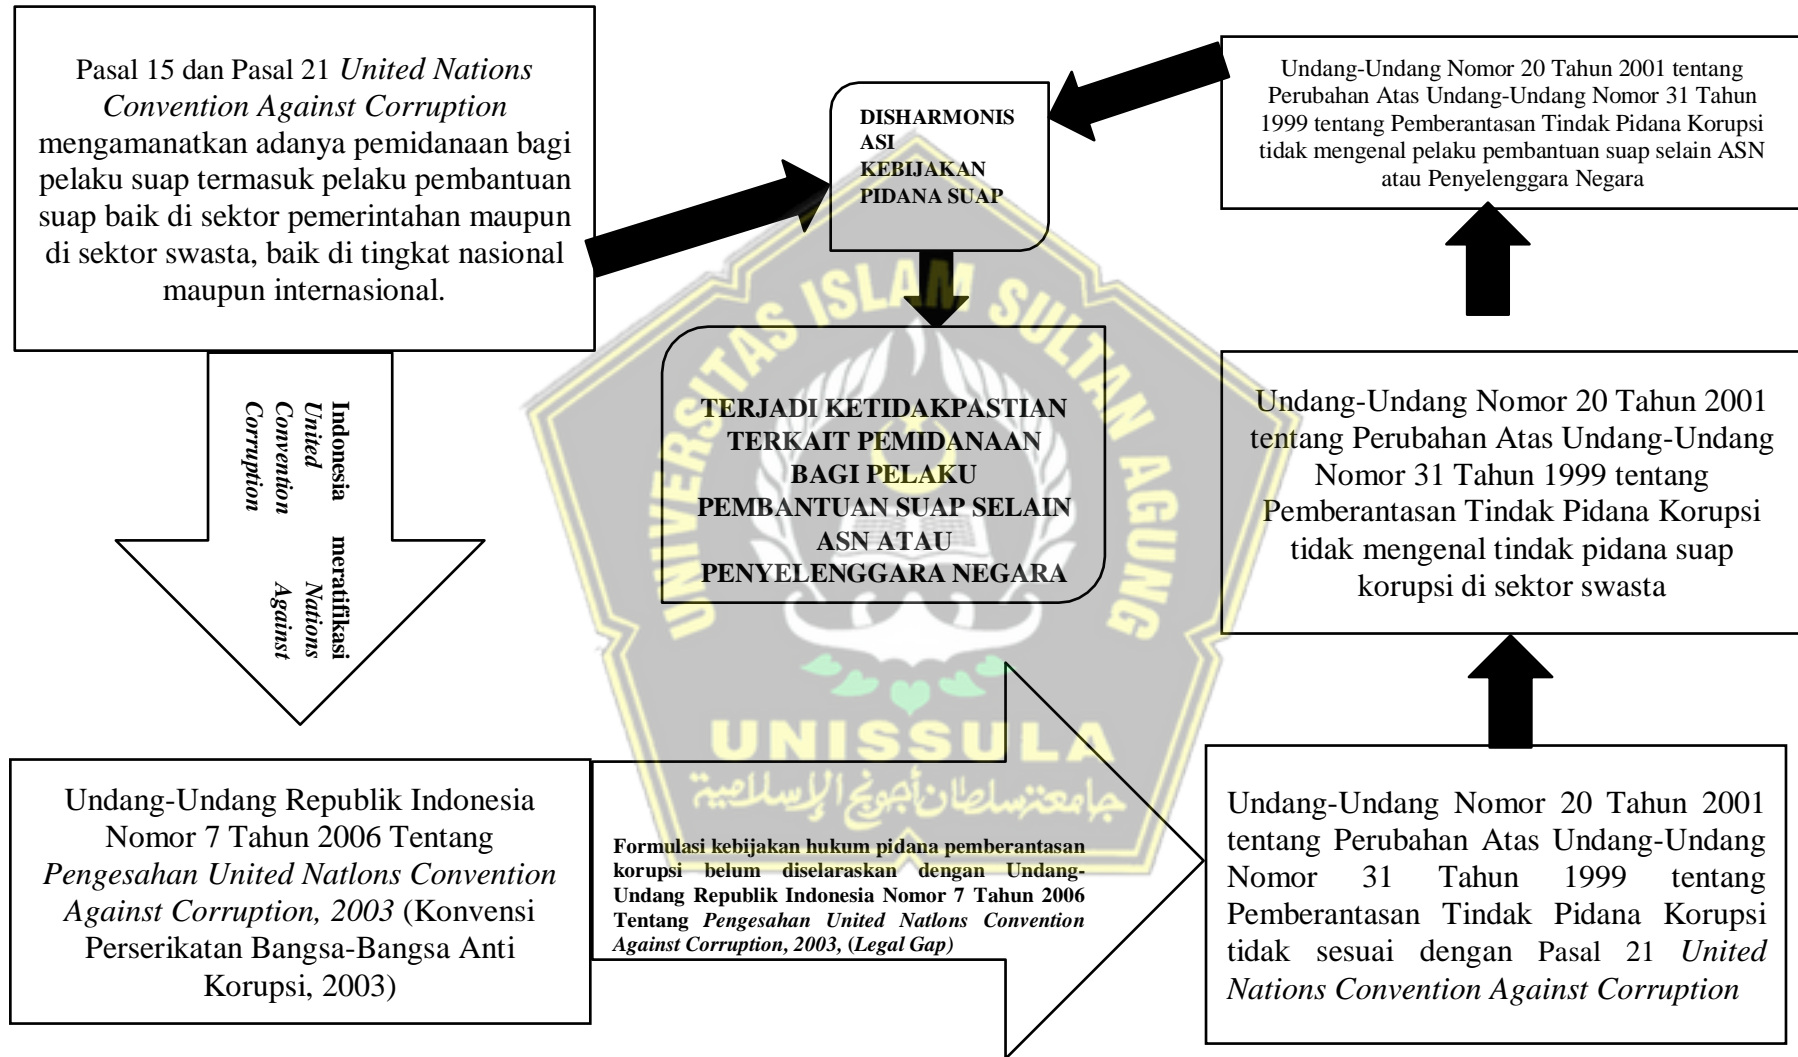 Pasal 15 dan Pasal 21 United Nations
Convention Against Corruption
mengamanatkan adanya pemidanaan bagi
pelaku suap termasuk pelaku pembantuan
suap baik di sektor pemerintahan maupun
di sektor swasta, baik di tingkat nasional
maupun internasional.
DISHARMONIS
ASI
KEBIJAKAN
PIDANA SUAP
Undang-Undang Nomor 20 Tahun 2001 tentang
Perubahan Atas Undang-Undang Nomor 31 Tahun
1999 tentang Pemberantasan Tindak Pidana Korupsi
tidak mengenal pelaku pembantuan suap selain ASN
atau Penyelenggara Negara
Indonesia meratifikasi
United Nations
Convention Against
Corruption
TERJADI KETIDAKPASTIAN
TERKAIT PEMIDANAAN
BAGI PELAKU
PEMBANTUAN SUAP SELAIN
ASN ATAU
PENYELENGGARA NEGARA
Undang-Undang Nomor 20 Tahun 2001
tentang Perubahan Atas Undang-Undang
Nomor 31 Tahun 1999 tentang
Pemberantasan Tindak Pidana Korupsi
tidak mengenal tindak pidana suap
korupsi di sektor swasta
Undang-Undang Republik Indonesia
Nomor 7 Tahun 2006 Tentang
Pengesahan United Natlons Convention
Against Corruption, 2003 (Konvensi
Perserikatan Bangsa-Bangsa Anti
Korupsi, 2003)
Formulasi kebijakan hukum pidana pemberantasan
korupsi belum diselaraskan dengan Undang-
Undang Republik Indonesia Nomor 7 Tahun 2006
Tentang Pengesahan United Natlons Convention
Against Corruption, 2003, (Legal Gap)
Undang-Undang Nomor 20 Tahun 2001
tentang Perubahan Atas Undang-Undang
Nomor 31 Tahun 1999 tentang
Pemberantasan Tindak Pidana Korupsi
tidak sesuai dengan Pasal 21 United
Nations Convention Against Corruption
UNIVERSITAS ISLAM SULTAN AGUNG
UNISSULA
جامعة سلطان أجونج الإسلامية